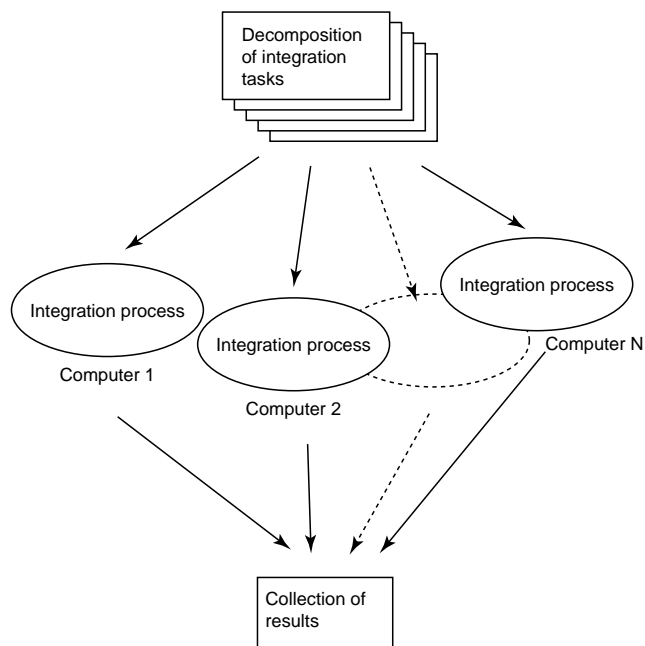 Decomposition
of integration
tasks
Integration process
Computer 1
Integration process
Computer 2
Integration process
Computer N
Collection of
results